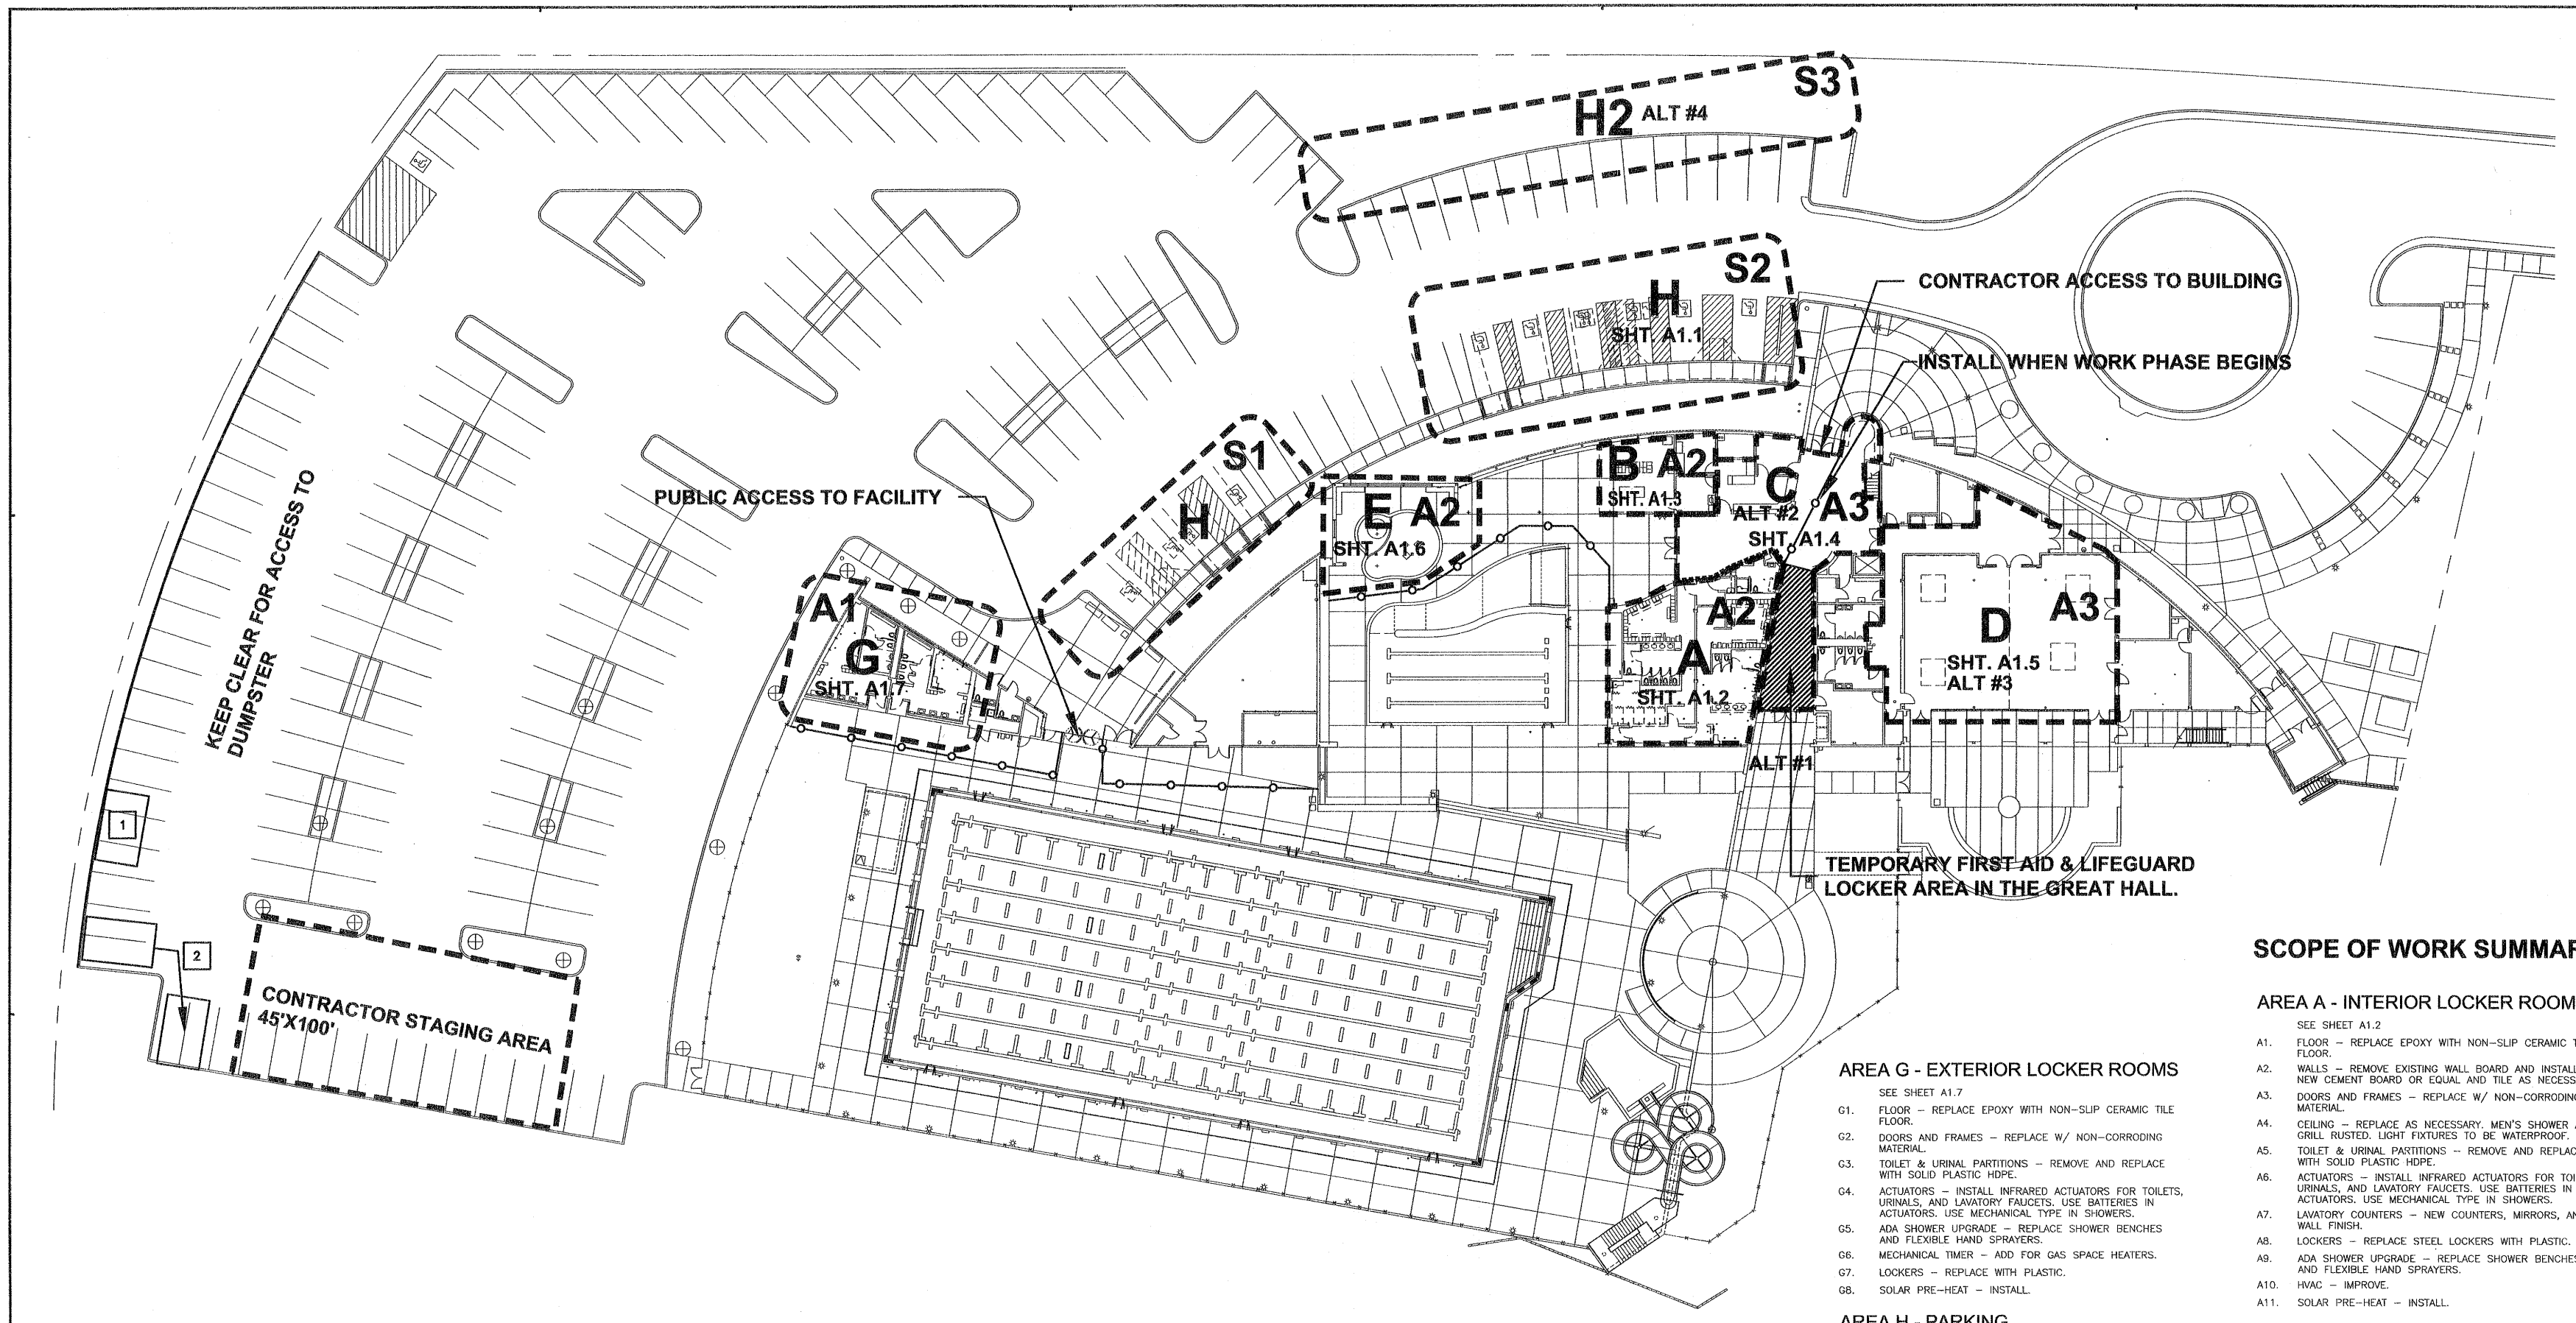 S3
H2 ALT #4
S2
H
SHT. A1.1
CONTRACTOR ACCESS TO BUILDING
INSTALL WHEN WORK PHASE BEGINS
S1
H
PUBLIC ACCESS TO FACILITY
KEEP CLEAR FOR ACCESS TO
DUMPSTER
E A2
SHT. A1.6
B A2
SHT. A1.3
C
ALT #2
A3
SHT. A1.4
A1
G
SHT. A1.7
A2
A
SHT. A1.2
D A3
SHT. A1.5
ALT #3
ALT #1
TEMPORARY FIRST AID & LIFEGUARD
LOCKER AREA IN THE GREAT HALL.
1
2
CONTRACTOR STAGING AREA
45'X100'
AREA G - EXTERIOR LOCKER ROOMS
SEE SHEET A1.7
G1. FLOOR – REPLACE EPOXY WITH NON–SLIP CERAMIC TILE
FLOOR.
G2. DOORS AND FRAMES – REPLACE W/ NON–CORRODING
MATERIAL.
G3. TOILET & URINAL PARTITIONS – REMOVE AND REPLACE
WITH SOLID PLASTIC HDPE.
G4. ACTUATORS – INSTALL INFRARED ACTUATORS FOR TOILETS,
URINALS, AND LAVATORY FAUCETS. USE BATTERIES IN
ACTUATORS. USE MECHANICAL TYPE IN SHOWERS.
G5. ADA SHOWER UPGRADE – REPLACE SHOWER BENCHES
AND FLEXIBLE HAND SPRAYERS.
G6. MECHANICAL TIMER – ADD FOR GAS SPACE HEATERS.
G7. LOCKERS – REPLACE WITH PLASTIC.
G8. SOLAR PRE–HEAT – INSTALL.
AREA H - PARKING
SCOPE OF WORK SUMMAR
AREA A - INTERIOR LOCKER ROOM
SEE SHEET A1.2
A1. FLOOR – REPLACE EPOXY WITH NON–SLIP CERAMIC T
FLOOR.
A2. WALLS – REMOVE EXISTING WALL BOARD AND INSTALL
NEW CEMENT BOARD OR EQUAL AND TILE AS NECESS
A3. DOORS AND FRAMES – REPLACE W/ NON–CORRODING
MATERIAL.
A4. CEILING – REPLACE AS NECESSARY. MEN'S SHOWER
GRILL RUSTED. LIGHT FIXTURES TO BE WATERPROOF.
A5. TOILET & URINAL PARTITIONS – REMOVE AND REPLAC
WITH SOLID PLASTIC HDPE.
A6. ACTUATORS – INSTALL INFRARED ACTUATORS FOR TOI
URINALS, AND LAVATORY FAUCETS. USE BATTERIES IN
ACTUATORS. USE MECHANICAL TYPE IN SHOWERS.
A7. LAVATORY COUNTERS – NEW COUNTERS, MIRRORS, AN
WALL FINISH.
A8. LOCKERS – REPLACE STEEL LOCKERS WITH PLASTIC.
A9. ADA SHOWER UPGRADE – REPLACE SHOWER BENCHES
AND FLEXIBLE HAND SPRAYERS.
A10. HVAC – IMPROVE.
A11. SOLAR PRE–HEAT – INSTALL.